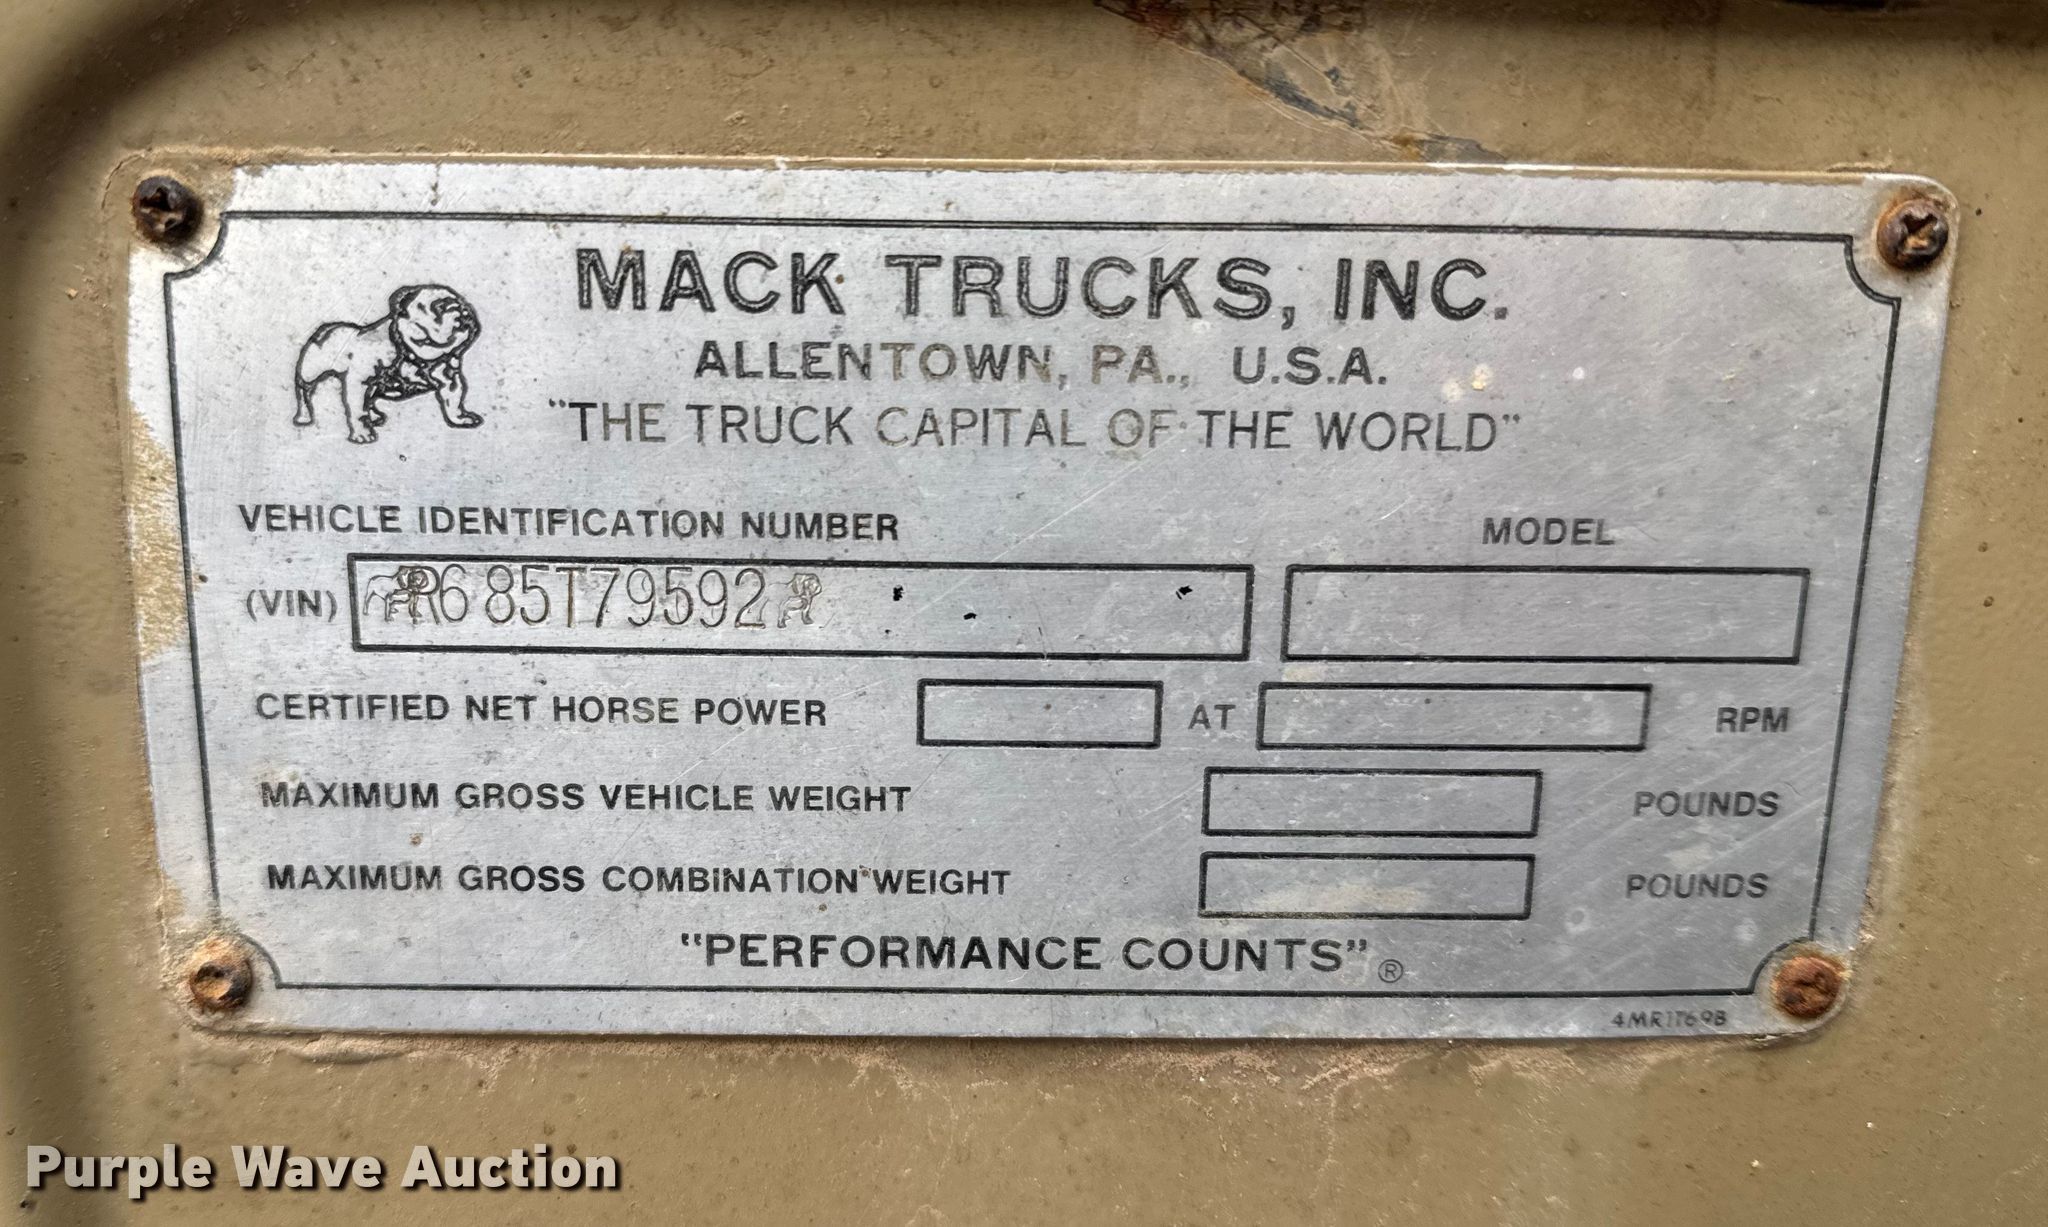 MACK TRUCKS, INC.
ALLENTOWN, PA., U.S.A.
"THE TRUCK CAPITAL OF THE WORLD"
VEHICLE IDENTIFICATION NUMBER MODEL
(VIN) R685T79592
CERTIFIED NET HORSE POWER AT RPM
MAXIMUM GROSS VEHICLE WEIGHT POUNDS
MAXIMUM GROSS COMBINATION WEIGHT POUNDS
"PERFORMANCE COUNTS"®
Purple Wave Auction